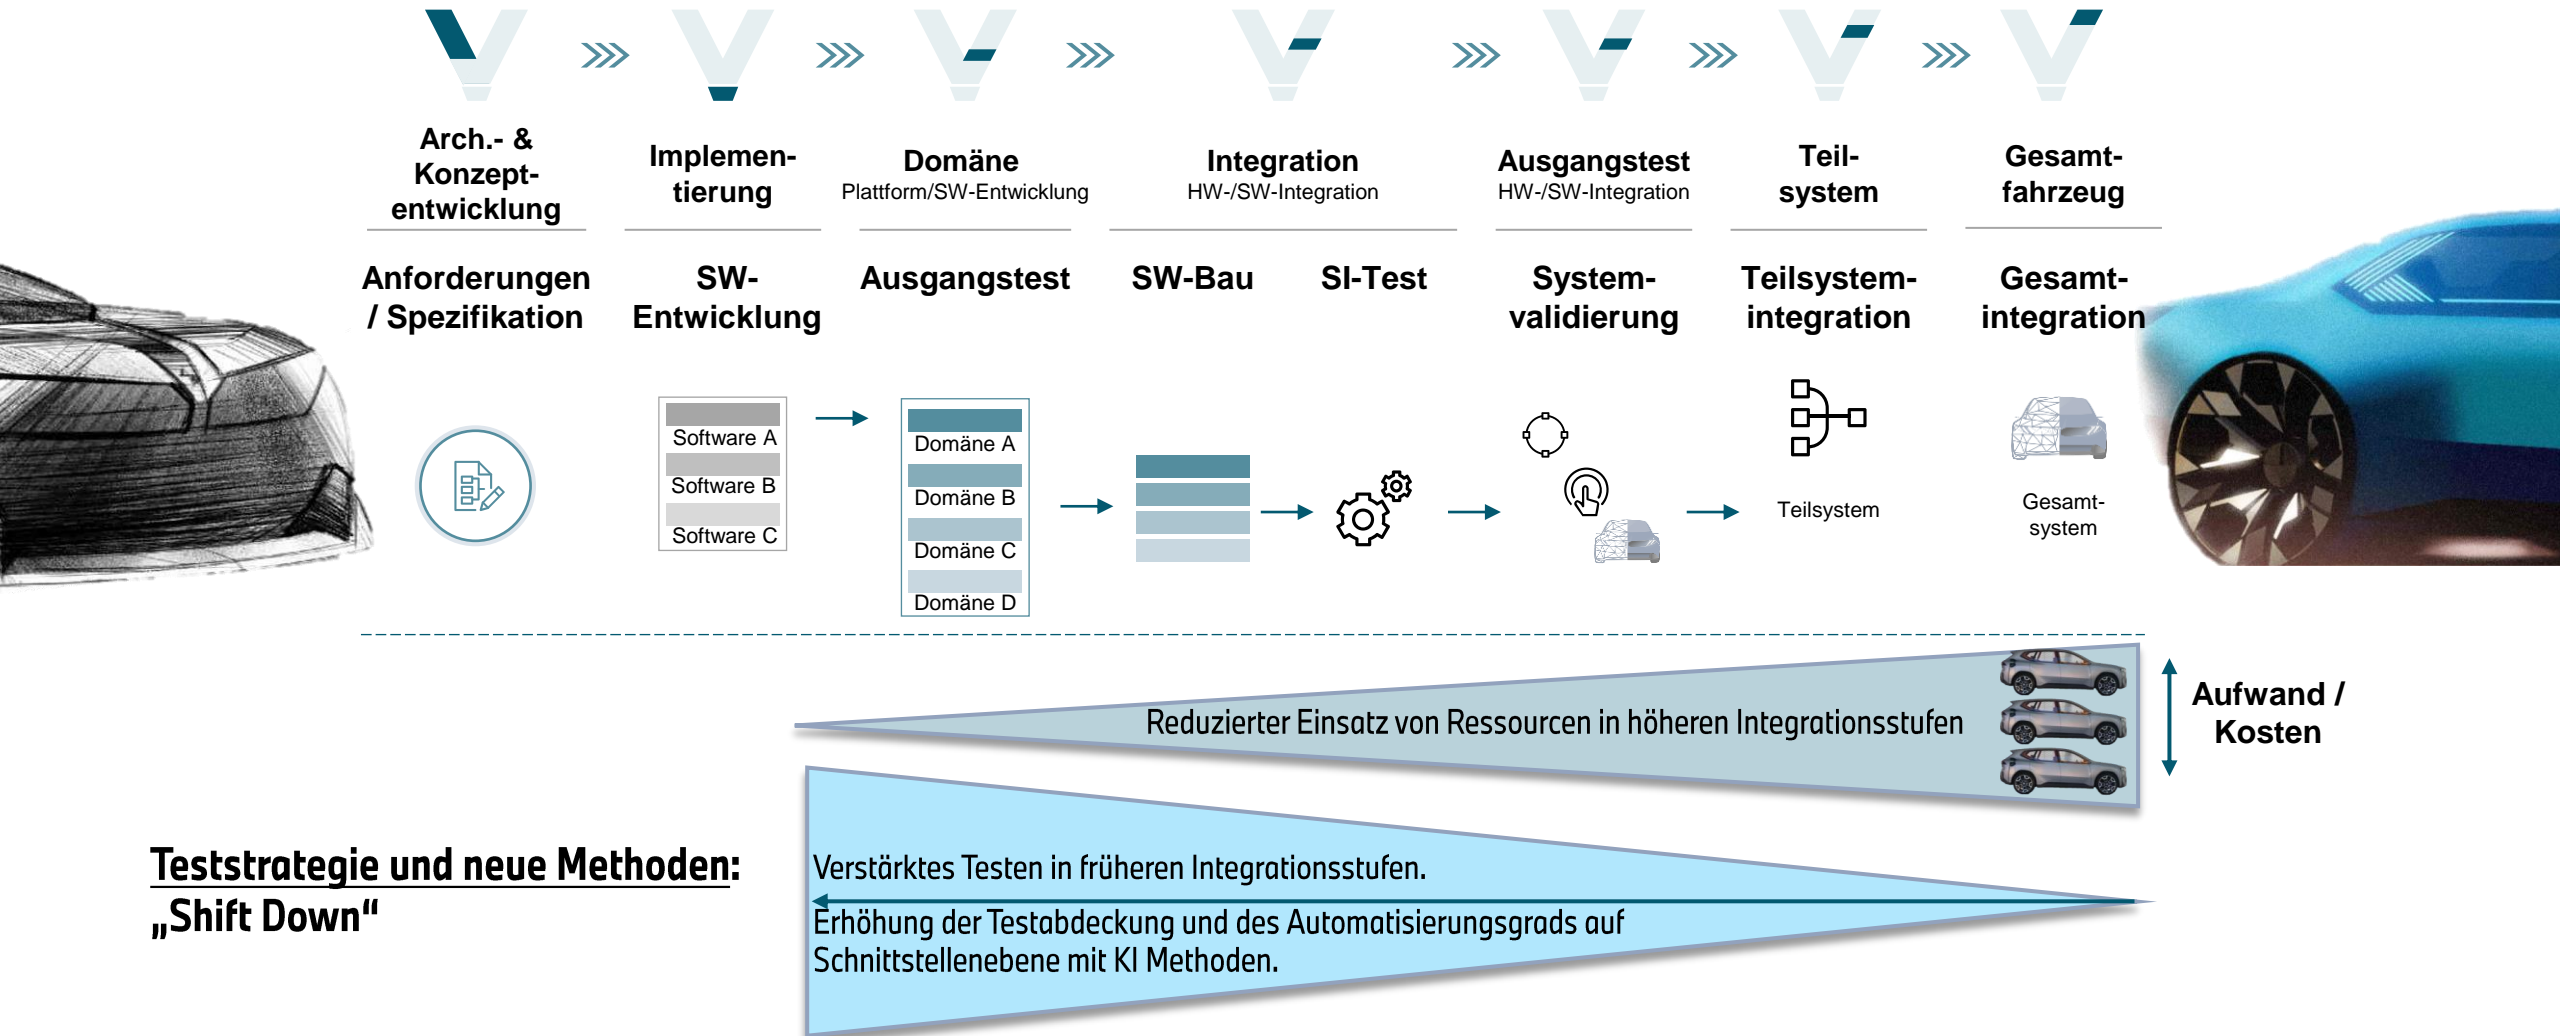 Arch.- &
Konzept-
entwicklung
Implemen-
tierung
Domäne
Plattform/SW-Entwicklung
Integration
HW-/SW-Integration
Ausgangstest
HW-/SW-Integration
Teil-
system
Gesamt-
fahrzeug
Anforderungen
/ Spezifikation
SW-
Entwicklung
Ausgangstest
SW-Bau
SI-Test
System-
validierung
Teilsystem-
integration
Gesamt-
integration
Software A
Software B
Software C
Domäne A
Domäne B
Domäne C
Domäne D
Teilsystem
Gesamt-
system
Reduzierter Einsatz von Ressourcen in höheren Integrationsstufen
Aufwand /
Kosten
Teststrategie und neue Methoden:
„Shift Down“
Verstärktes Testen in früheren Integrationsstufen.
Erhöhung der Testabdeckung und des Automatisierungsgrads auf
Schnittstellenebene mit KI Methoden.